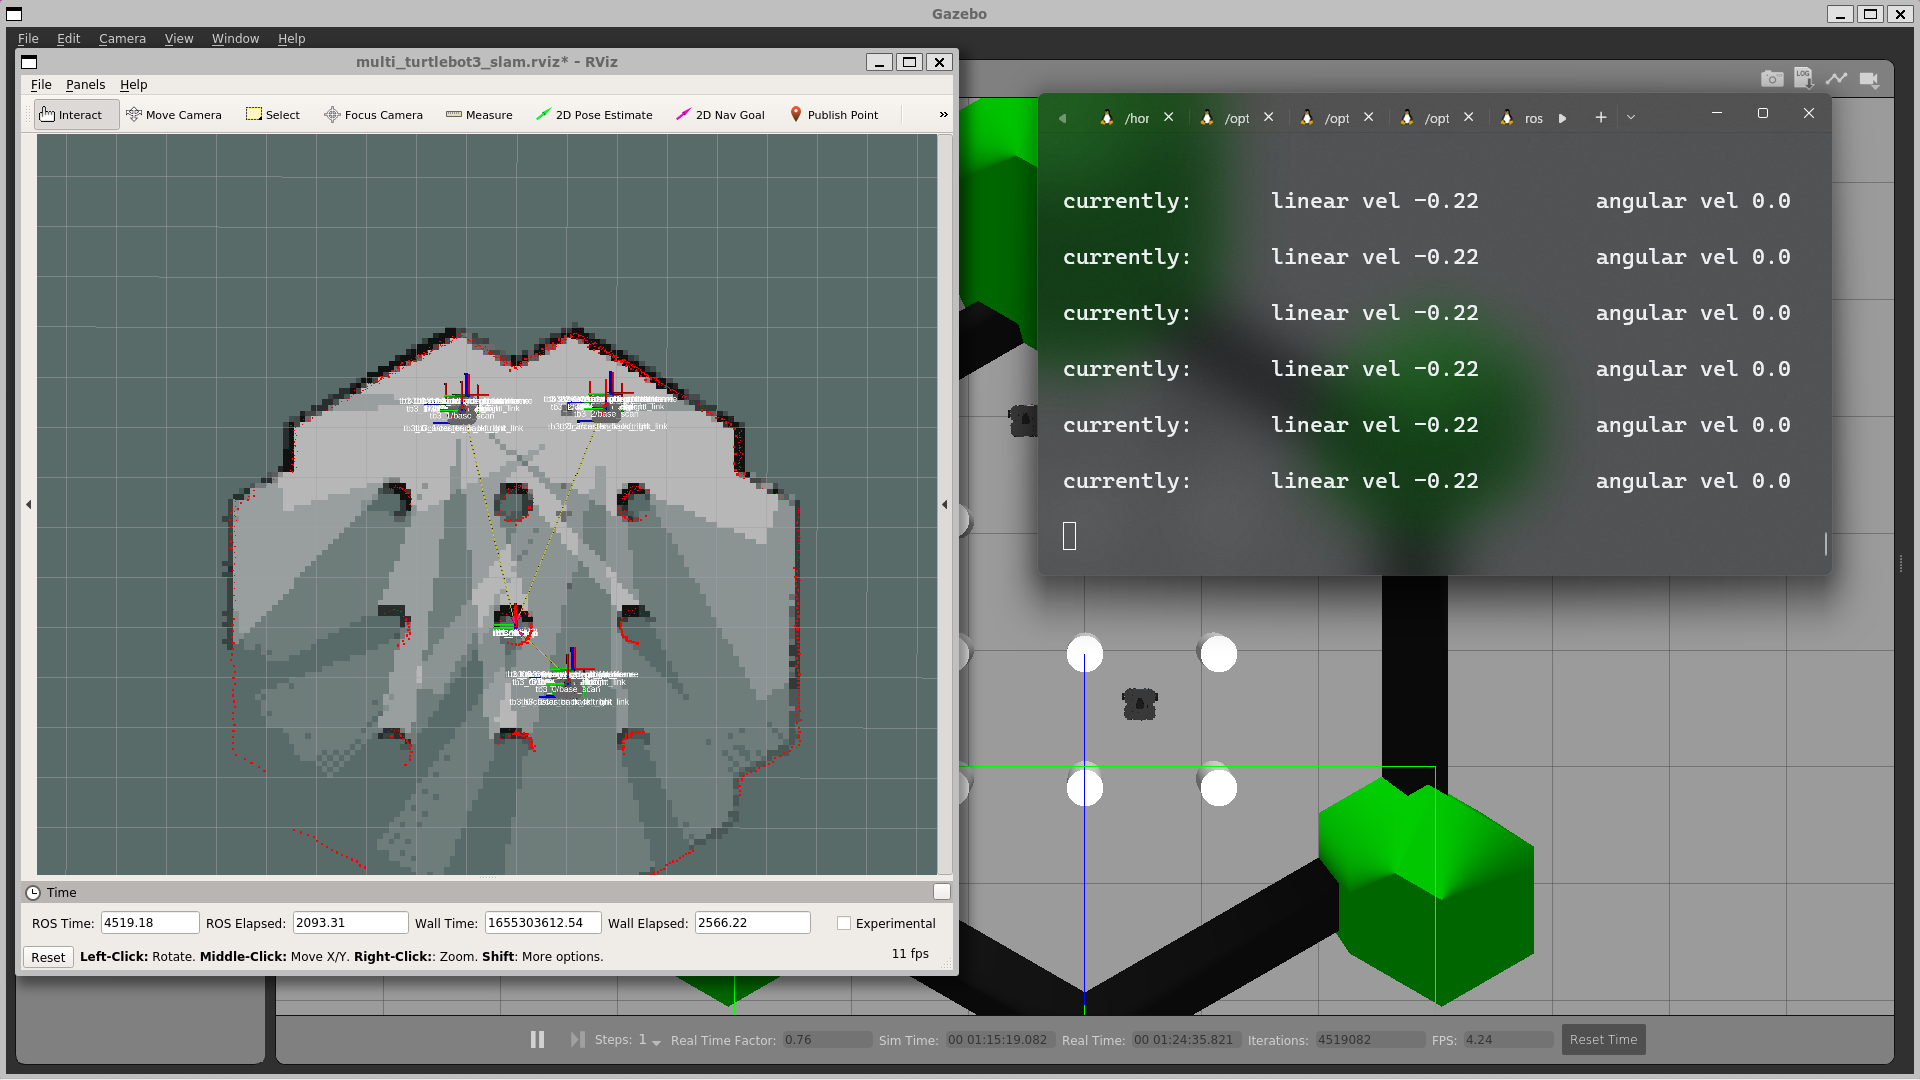 Gazebo
File Edit Camera View Window Help
multi_turtlebot3_slam.rviz* - RViz
File Panels Help
Interact Move Camera Select Focus Camera Measure 2D Pose Estimate 2D Nav Goal Publish Point »
tb3_1/base_scan
tb3_2/base_scan
tb3_0/base_scan
Time
ROS Time: 4519.18 ROS Elapsed: 2093.31 Wall Time: 1655303612.54 Wall Elapsed: 2566.22 Experimental
Reset Left-Click: Rotate. Middle-Click: Move X/Y. Right-Click:: Zoom. Shift: More options. 11 fps
LOG
/hor /opt /opt /opt ros
currently: linear vel -0.22 angular vel 0.0
currently: linear vel -0.22 angular vel 0.0
currently: linear vel -0.22 angular vel 0.0
currently: linear vel -0.22 angular vel 0.0
currently: linear vel -0.22 angular vel 0.0
currently: linear vel -0.22 angular vel 0.0
Steps: 1 Real Time Factor: 0.76 Sim Time: 00 01:15:19.082 Real Time: 00 01:24:35.821 Iterations: 4519082 FPS: 4.24 Reset Time